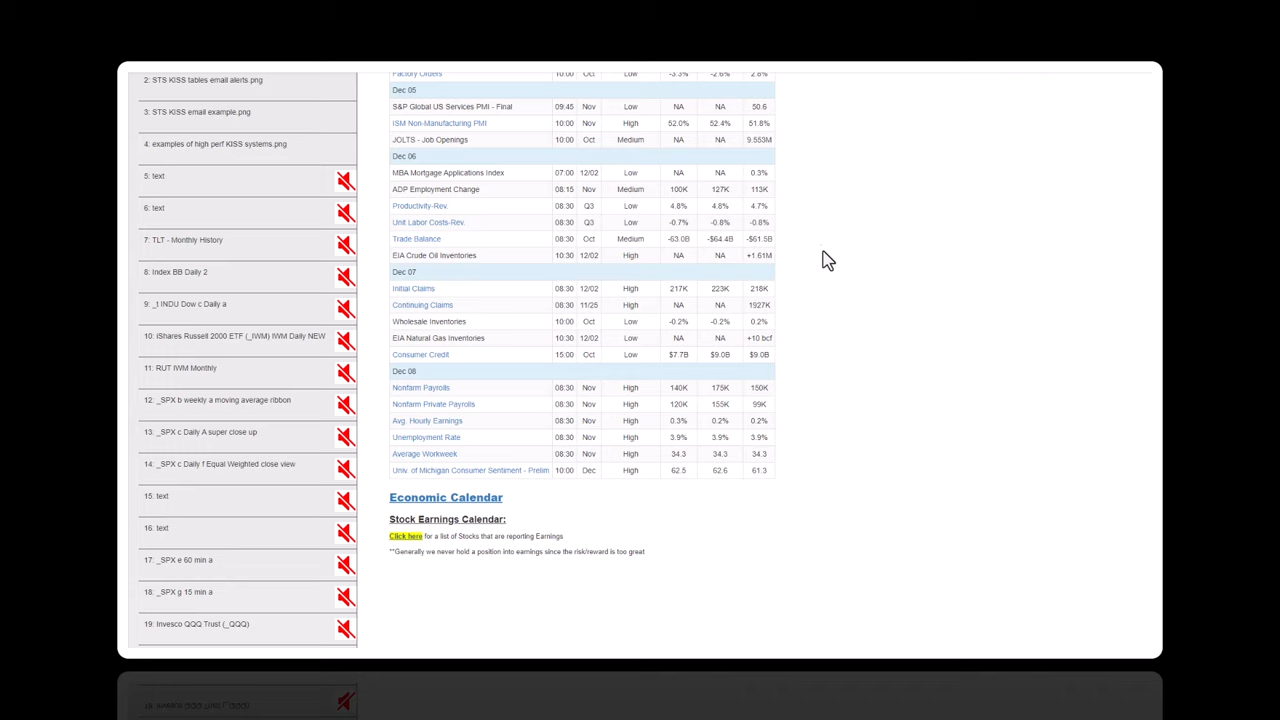 2: STS KISS tables email alerts.png
3: STS KISS email example.png
4: examples of high perf KISS systems.png
5: text
6: text
7: TLT - Monthly History
8: Index BB Daily 2
9: _1 INDU Dow c Daily a
10: iShares Russell 2000 ETF (_IWM) IWM Daily NEW
11: RUT IWM Monthly
12: _SPX b weekly a moving average ribbon
13: _SPX c Daily A super close up
14: _SPX c Daily f Equal Weighted close view
15: text
16: text
17: _SPX e 60 min a
18: _SPX g 15 min a
19: Invesco QQQ Trust (_QQQ)
Factory Orders 10:00 Oct Low -3.3% -2.6% 2.8%
Dec 05
S&P Global US Services PMI - Final 09:45 Nov Low NA NA 50.6
ISM Non-Manufacturing PMI 10:00 Nov High 52.0% 52.4% 51.8%
JOLTS - Job Openings 10:00 Oct Medium NA NA 9.553M
Dec 06
MBA Mortgage Applications Index 07:00 12/02 Low NA NA 0.3%
ADP Employment Change 08:15 Nov Medium 100K 127K 113K
Productivity-Rev. 08:30 Q3 Low 4.8% 4.8% 4.7%
Unit Labor Costs-Rev. 08:30 Q3 Low -0.7% -0.8% -0.8%
Trade Balance 08:30 Oct Medium -63.0B -$64.4B -$61.5B
EIA Crude Oil Inventories 10:30 12/02 High NA NA +1.61M
Dec 07
Initial Claims 08:30 12/02 High 217K 223K 218K
Continuing Claims 08:30 11/25 High NA NA 1927K
Wholesale Inventories 10:00 Oct Low -0.2% -0.2% 0.2%
EIA Natural Gas Inventories 10:30 12/02 Low NA NA +10 bcf
Consumer Credit 15:00 Oct Low $7.7B $9.0B $9.0B
Dec 08
Nonfarm Payrolls 08:30 Nov High 140K 175K 150K
Nonfarm Private Payrolls 08:30 Nov High 120K 155K 99K
Avg. Hourly Earnings 08:30 Nov High 0.3% 0.2% 0.2%
Unemployment Rate 08:30 Nov High 3.9% 3.9% 3.9%
Average Workweek 08:30 Nov High 34.3 34.3 34.3
Univ. of Michigan Consumer Sentiment - Prelim 10:00 Dec High 62.5 62.6 61.3
Economic Calendar
Stock Earnings Calendar:
Click here for a list of Stocks that are reporting Earnings
**Generally we never hold a position into earnings since the risk/reward is too great